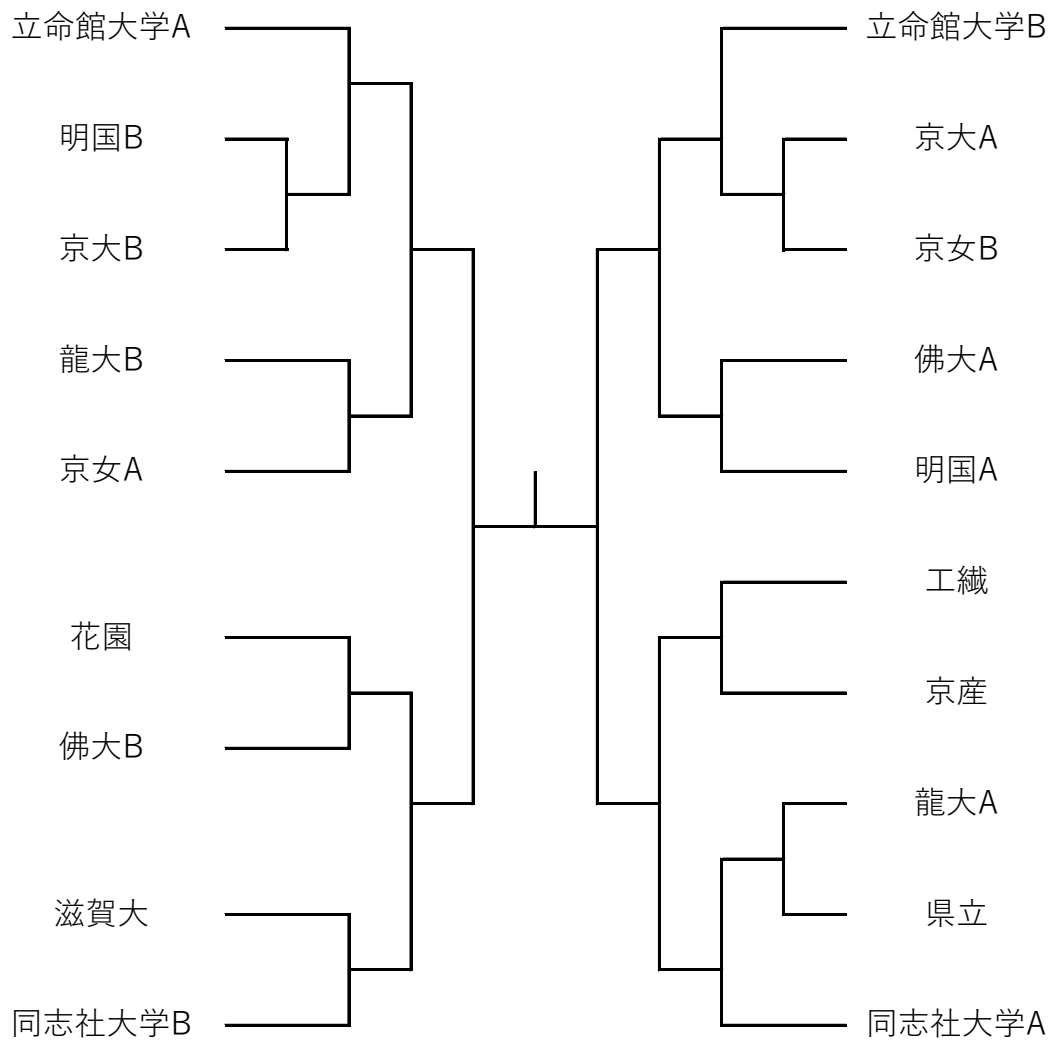 立命館大学A
明国B
京大B
龍大B
京女A
花園
佛大B
滋賀大
同志社大学B
立命館大学B
京大A
京女B
佛大A
明国A
工繊
京産
龍大A
県立
同志社大学A